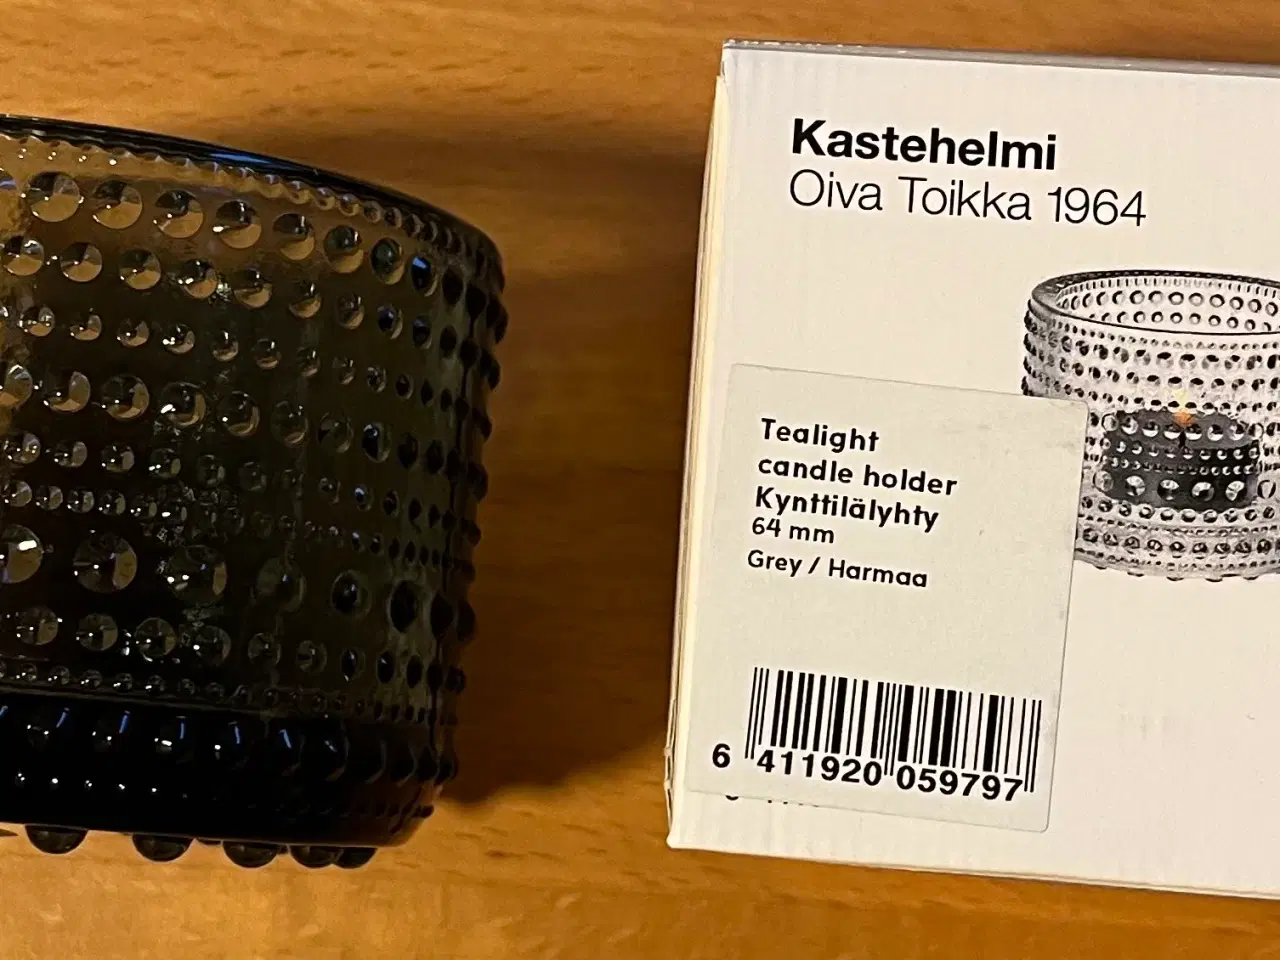 Kastehelmi
Oiva Toikka 1964
Tealight
candle holder
Kynttilälyhty
64 mm
Grey / Harmaa
6 411920 059797